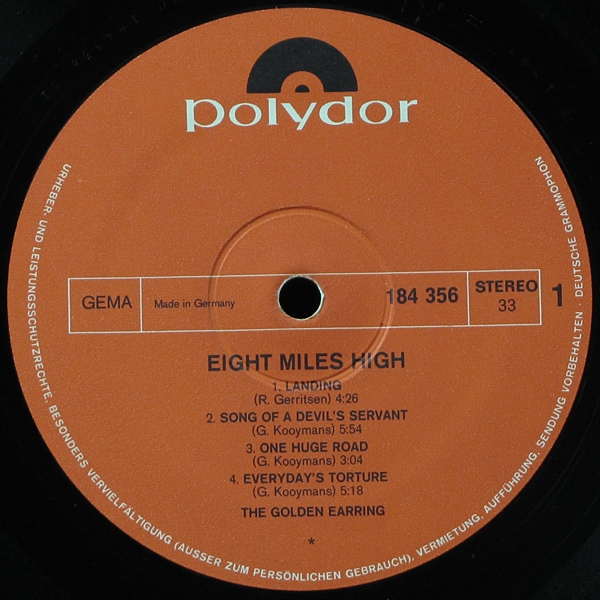 polydor
GEMA
Made in Germany
184 356
STEREO
33
1
EIGHT MILES HIGH
1. LANDING
(R. Gerritsen) 4:26
2. SONG OF A DEVIL'S SERVANT
(G. Kooymans) 5:54
3. ONE HUGE ROAD
(G. Kooymans) 3:04
4. EVERYDAY'S TORTURE
(G. Kooymans) 5:18
THE GOLDEN EARRING
*
URHEBER- UND LEISTUNGSSCHUTZRECHTE, BESONDERS VERVIELFÄLTIGUNG (AUSSER ZUM PERSÖNLICHEN GEBRAUCH), VERMIETUNG, AUFFÜHRUNG, SENDUNG VORBEHALTEN · DEUTSCHE GRAMMOPHON